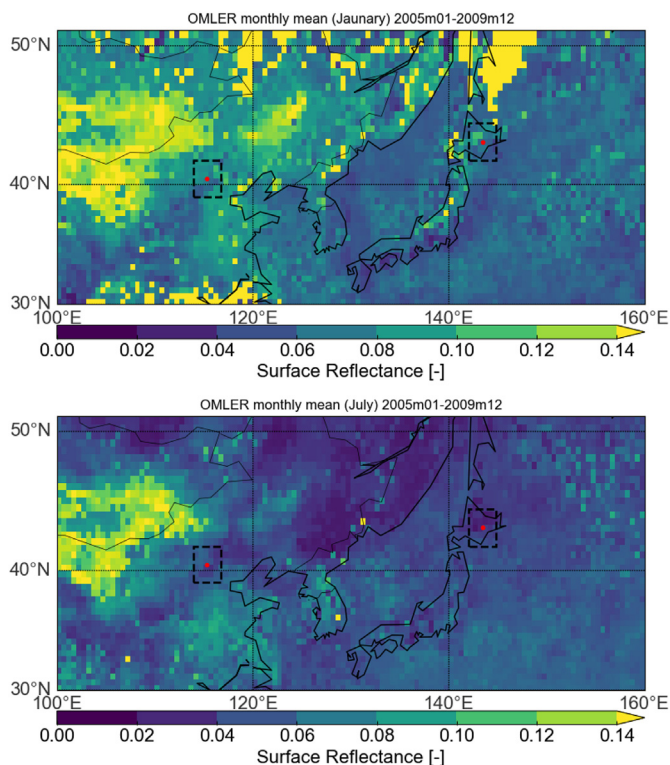 OMLER monthly mean (Jaunary) 2005m01-2009m12
50°N
40°N
30°N
100°E 120°E 140°E 160°E
0.00 0.02 0.04 0.06 0.08 0.10 0.12 0.14
Surface Reflectance [-]
OMLER monthly mean (July) 2005m01-2009m12
50°N
40°N
30°N
100°E 120°E 140°E 160°E
0.00 0.02 0.04 0.06 0.08 0.10 0.12 0.14
Surface Reflectance [-]